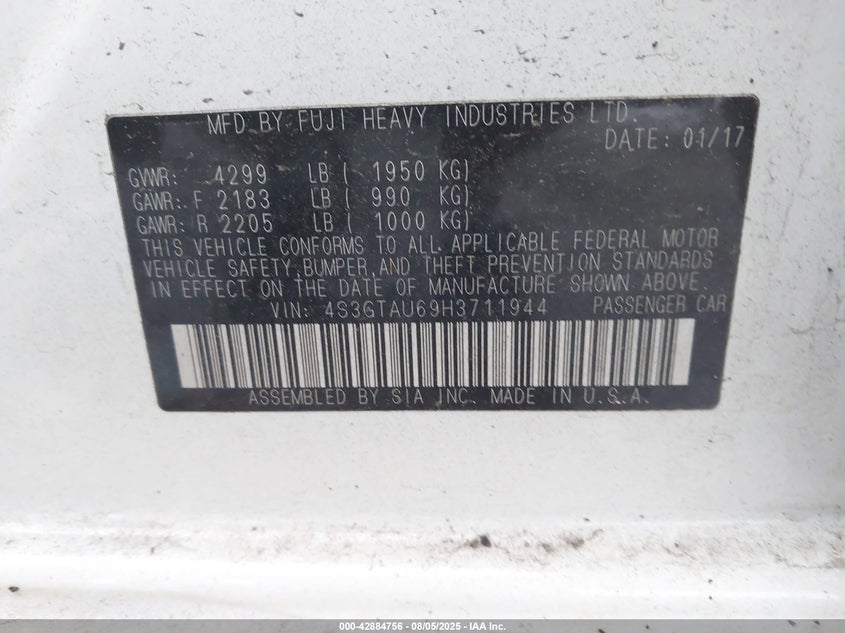 MFD.BY FUJI HEAVY INDUSTRIES LTD.
DATE: 01/17
GVWR: 4299 LB ( 1950 KG)
GAWR: F 2183 LB ( 990 KG)
GAWR: R 2205 LB ( 1000 KG)
THIS VEHICLE CONFORMS TO ALL APPLICABLE FEDERAL MOTOR
VEHICLE SAFETY,BUMPER,AND THEFT PREVENTION STANDARDS
IN EFFECT ON THE DATE OF MANUFACTURE SHOWN ABOVE.
VIN: 4S3GTAU69H3711944 PASSENGER CAR
ASSEMBLED BY SIA INC. MADE IN U.S.A.
000-42884756 - 08/05/2025 - IAA Inc.